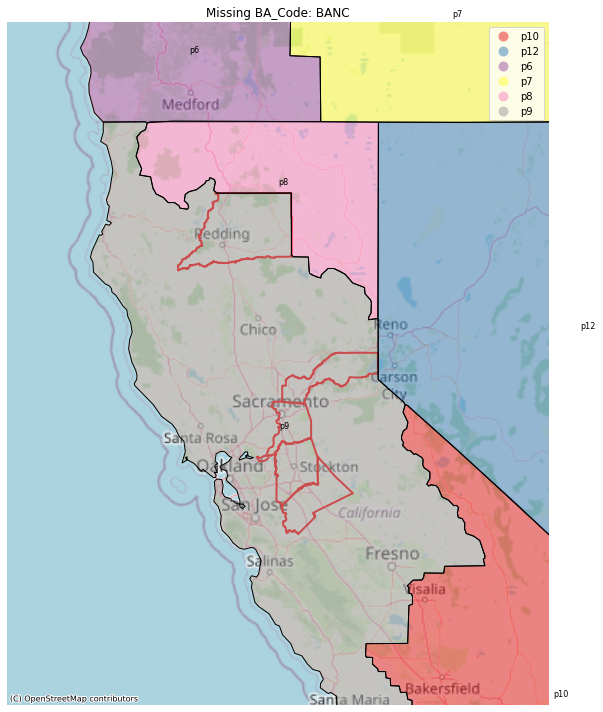 Missing BA_Code: BANC
p7
p10
p12
p6
p7
p8
p9
p6
Medford
p8
Redding
Chico
Reno
p12
Carson
City
Sacramento
p9
Santa Rosa
Oakland
Stockton
San Jose
California
Fresno
Salinas
Visalia
Bakersfield
p10
Santa Maria
(C) OpenStreetMap contributors